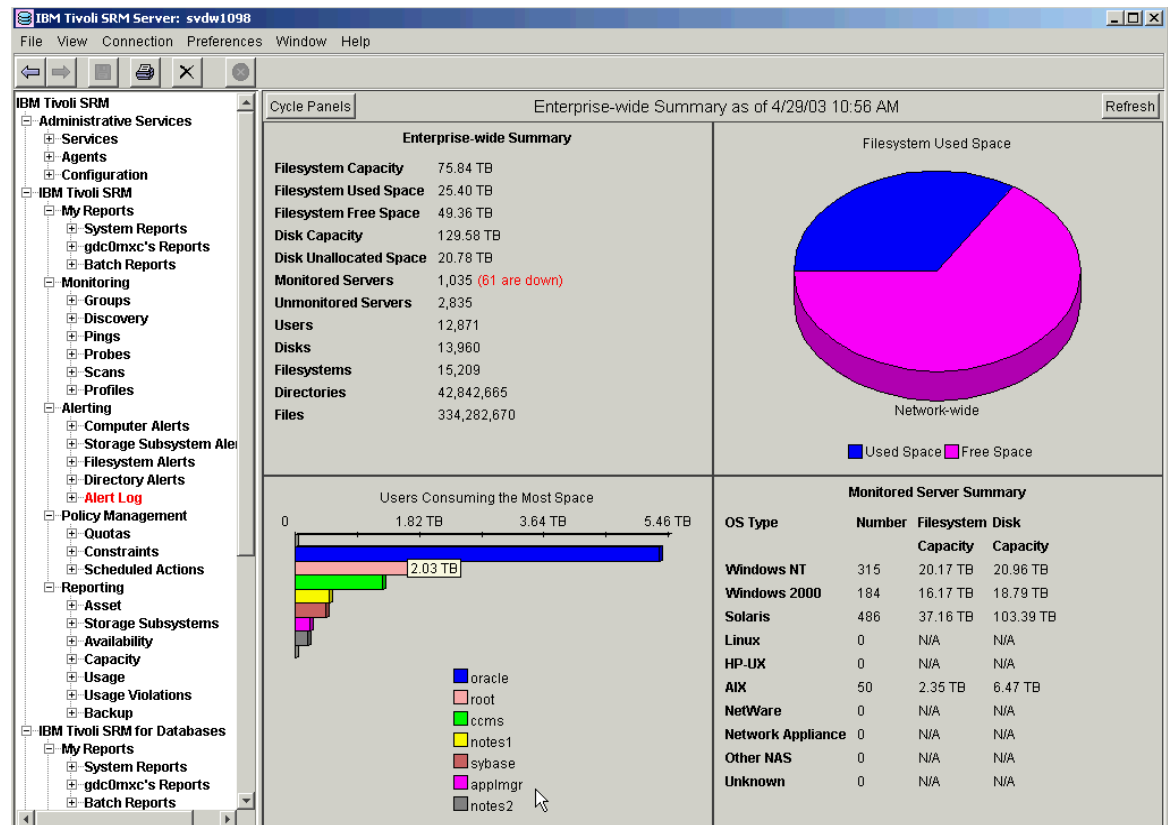 IBM Tivoli SRM Server: svdw1098
File View Connection Preferences Window Help
IBM Tivoli SRM
Administrative Services
Services
Agents
Configuration
IBM Tivoli SRM
My Reports
System Reports
gdc0mxc's Reports
Batch Reports
Monitoring
Groups
Discovery
Pings
Probes
Scans
Profiles
Alerting
Computer Alerts
Storage Subsystem Aler
Filesystem Alerts
Directory Alerts
Alert Log
Policy Management
Quotas
Constraints
Scheduled Actions
Reporting
Asset
Storage Subsystems
Availability
Capacity
Usage
Usage Violations
Backup
IBM Tivoli SRM for Databases
My Reports
System Reports
gdc0mxc's Reports
Batch Reports
Cycle Panels Enterprise-wide Summary as of 4/29/03 10:56 AM Refresh
Enterprise-wide Summary
Filesystem Capacity 75.84 TB
Filesystem Used Space 25.40 TB
Filesystem Free Space 49.36 TB
Disk Capacity 129.58 TB
Disk Unallocated Space 20.78 TB
Monitored Servers 1,035 (61 are down)
Unmonitored Servers 2,835
Users 12,871
Disks 13,960
Filesystems 15,209
Directories 42,842,665
Files 334,282,670
Filesystem Used Space
Network-wide
Used Space Free Space
Users Consuming the Most Space
0 1.82 TB 3.64 TB 5.46 TB
2.03 TB
oracle
root
ccms
notes1
sybase
applmgr
notes2
Monitored Server Summary
OS Type Number Filesystem Disk
Capacity Capacity
Windows NT 315 20.17 TB 20.96 TB
Windows 2000 184 16.17 TB 18.79 TB
Solaris 486 37.16 TB 103.39 TB
Linux 0 N/A N/A
HP-UX 0 N/A N/A
AIX 50 2.35 TB 6.47 TB
NetWare 0 N/A N/A
Network Appliance 0 N/A N/A
Other NAS 0 N/A N/A
Unknown 0 N/A N/A